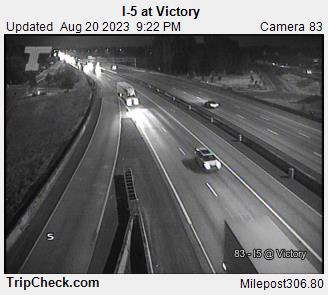 I-5 at Victory
Updated Aug 20 2023 9:22 PM Camera 83
T
S
83 - I5 @ Victory
TripCheck.com Milepost306.80